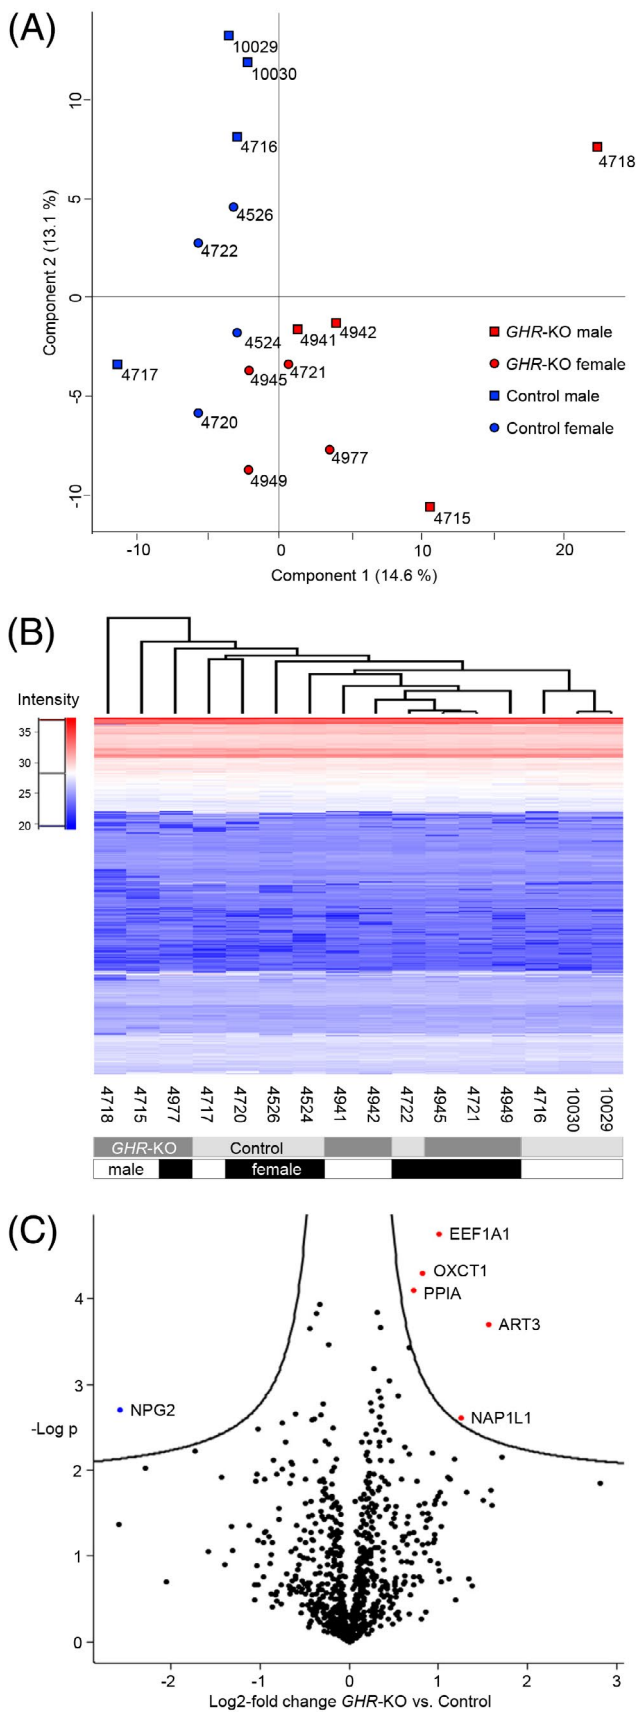 (A)
10029
10030
10
4716
4718
5
4526
4722
Component 2 (13.1 %)
0
4524
4941
4942
GHR-KO male
4717
4945
4721
GHR-KO female
-5
Control male
4720
Control female
4977
4949
-10
4715
-10
0
10
20
Component 1 (14.6 %)
(B)
Intensity
35
30
25
20
4718 4715 4977 4717 4720 4526 4524 4941 4942 4722 4945 4721 4949 4716 10030 10029
GHR-KO Control
male female
(C)
EEF1A1
OXCT1
PPIA
4
ART3
3
NPG2
NAP1L1
-Log p
2
1
0
-2 -1 0 1 2 3
Log2-fold change GHR-KO vs. Control